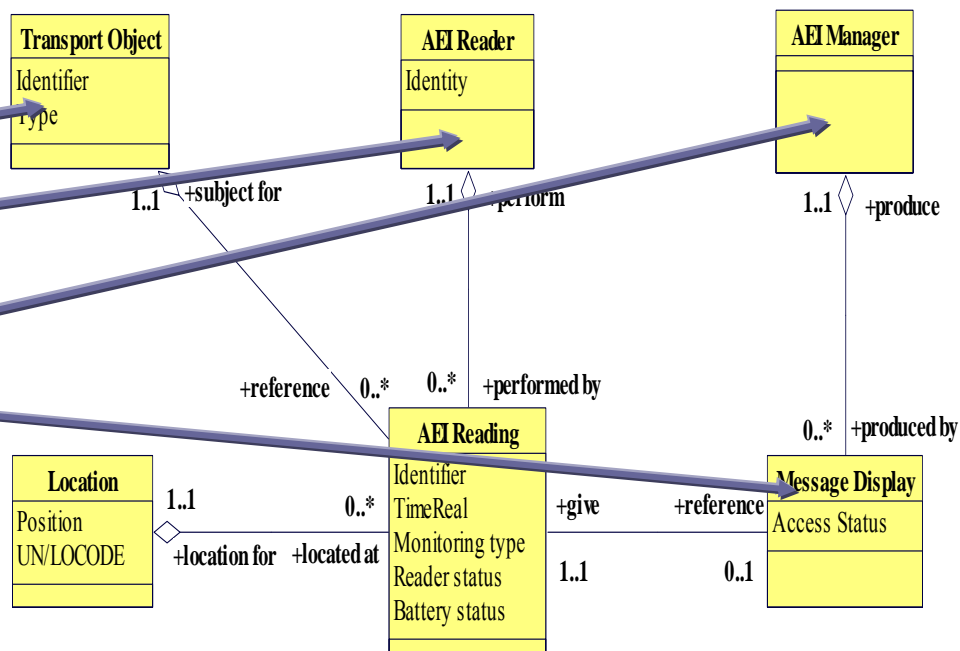 Transport Object
Identifier
Type
AEI Reader
Identity
AEI Manager
1..1
+subject for
1..1
+perform
1..1
+produce
+reference
0..*
0..*
+performed by
0..*
+produced by
Location
Position
UN/LOCODE
1..1
+location for
0..*
+located at
AEI Reading
Identifier
TimeReal
Monitoring type
Reader status
Battery status
+give
1..1
+reference
0..1
Message Display
Access Status